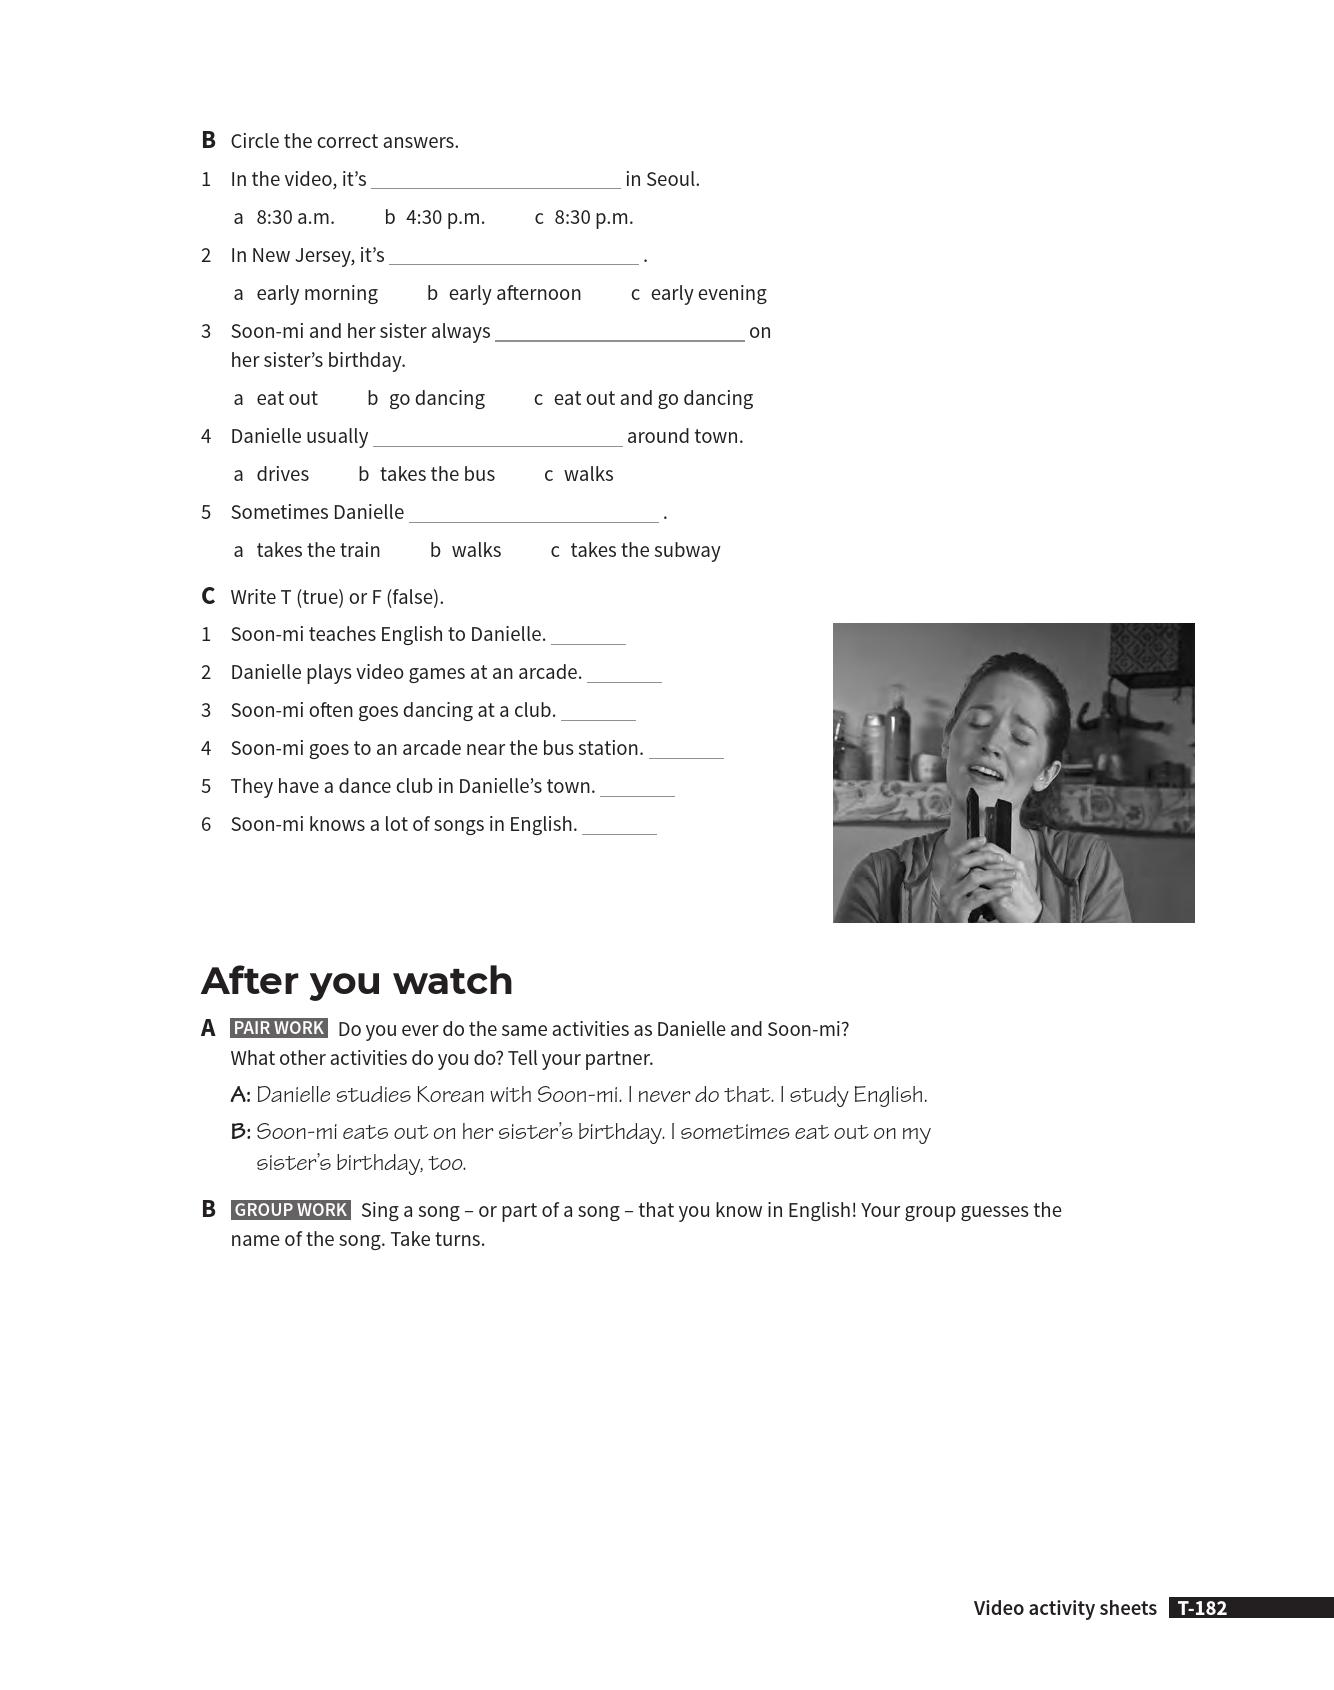 B Circle the correct answers.
1 In the video, it’s ____ in Seoul.
a 8:30 a.m. b 4:30 p.m. c 8:30 p.m.
2 In New Jersey, it’s ____ .
a early morning b early afternoon c early evening
3 Soon-mi and her sister always ____ on
her sister’s birthday.
a eat out b go dancing c eat out and go dancing
4 Danielle usually ____ around town.
a drives b takes the bus c walks
5 Sometimes Danielle ____ .
a takes the train b walks c takes the subway
C Write T (true) or F (false).
1 Soon-mi teaches English to Danielle. ____
2 Danielle plays video games at an arcade. ____
3 Soon-mi often goes dancing at a club. ____
4 Soon-mi goes to an arcade near the bus station. ____
5 They have a dance club in Danielle’s town. ____
6 Soon-mi knows a lot of songs in English. ____
After you watch
A PAIR WORK Do you ever do the same activities as Danielle and Soon-mi?
What other activities do you do? Tell your partner.
A: Danielle studies Korean with Soon-mi. I never do that. I study English.
B: Soon-mi eats out on her sister’s birthday. I sometimes eat out on my
sister’s birthday, too.
B GROUP WORK Sing a song – or part of a song – that you know in English! Your group guesses the
name of the song. Take turns.
Video activity sheets T-182